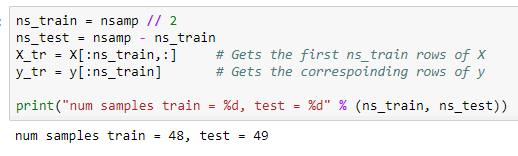 ns_train = nsamp // 2
ns_test = nsamp - ns_train
X_tr = X[:ns_train,:]     # Gets the first ns_train rows of X
y_tr = y[:ns_train]       # Gets the correspoinding rows of y

print("num samples train = %d, test = %d" % (ns_train, ns_test))
num samples train = 48, test = 49